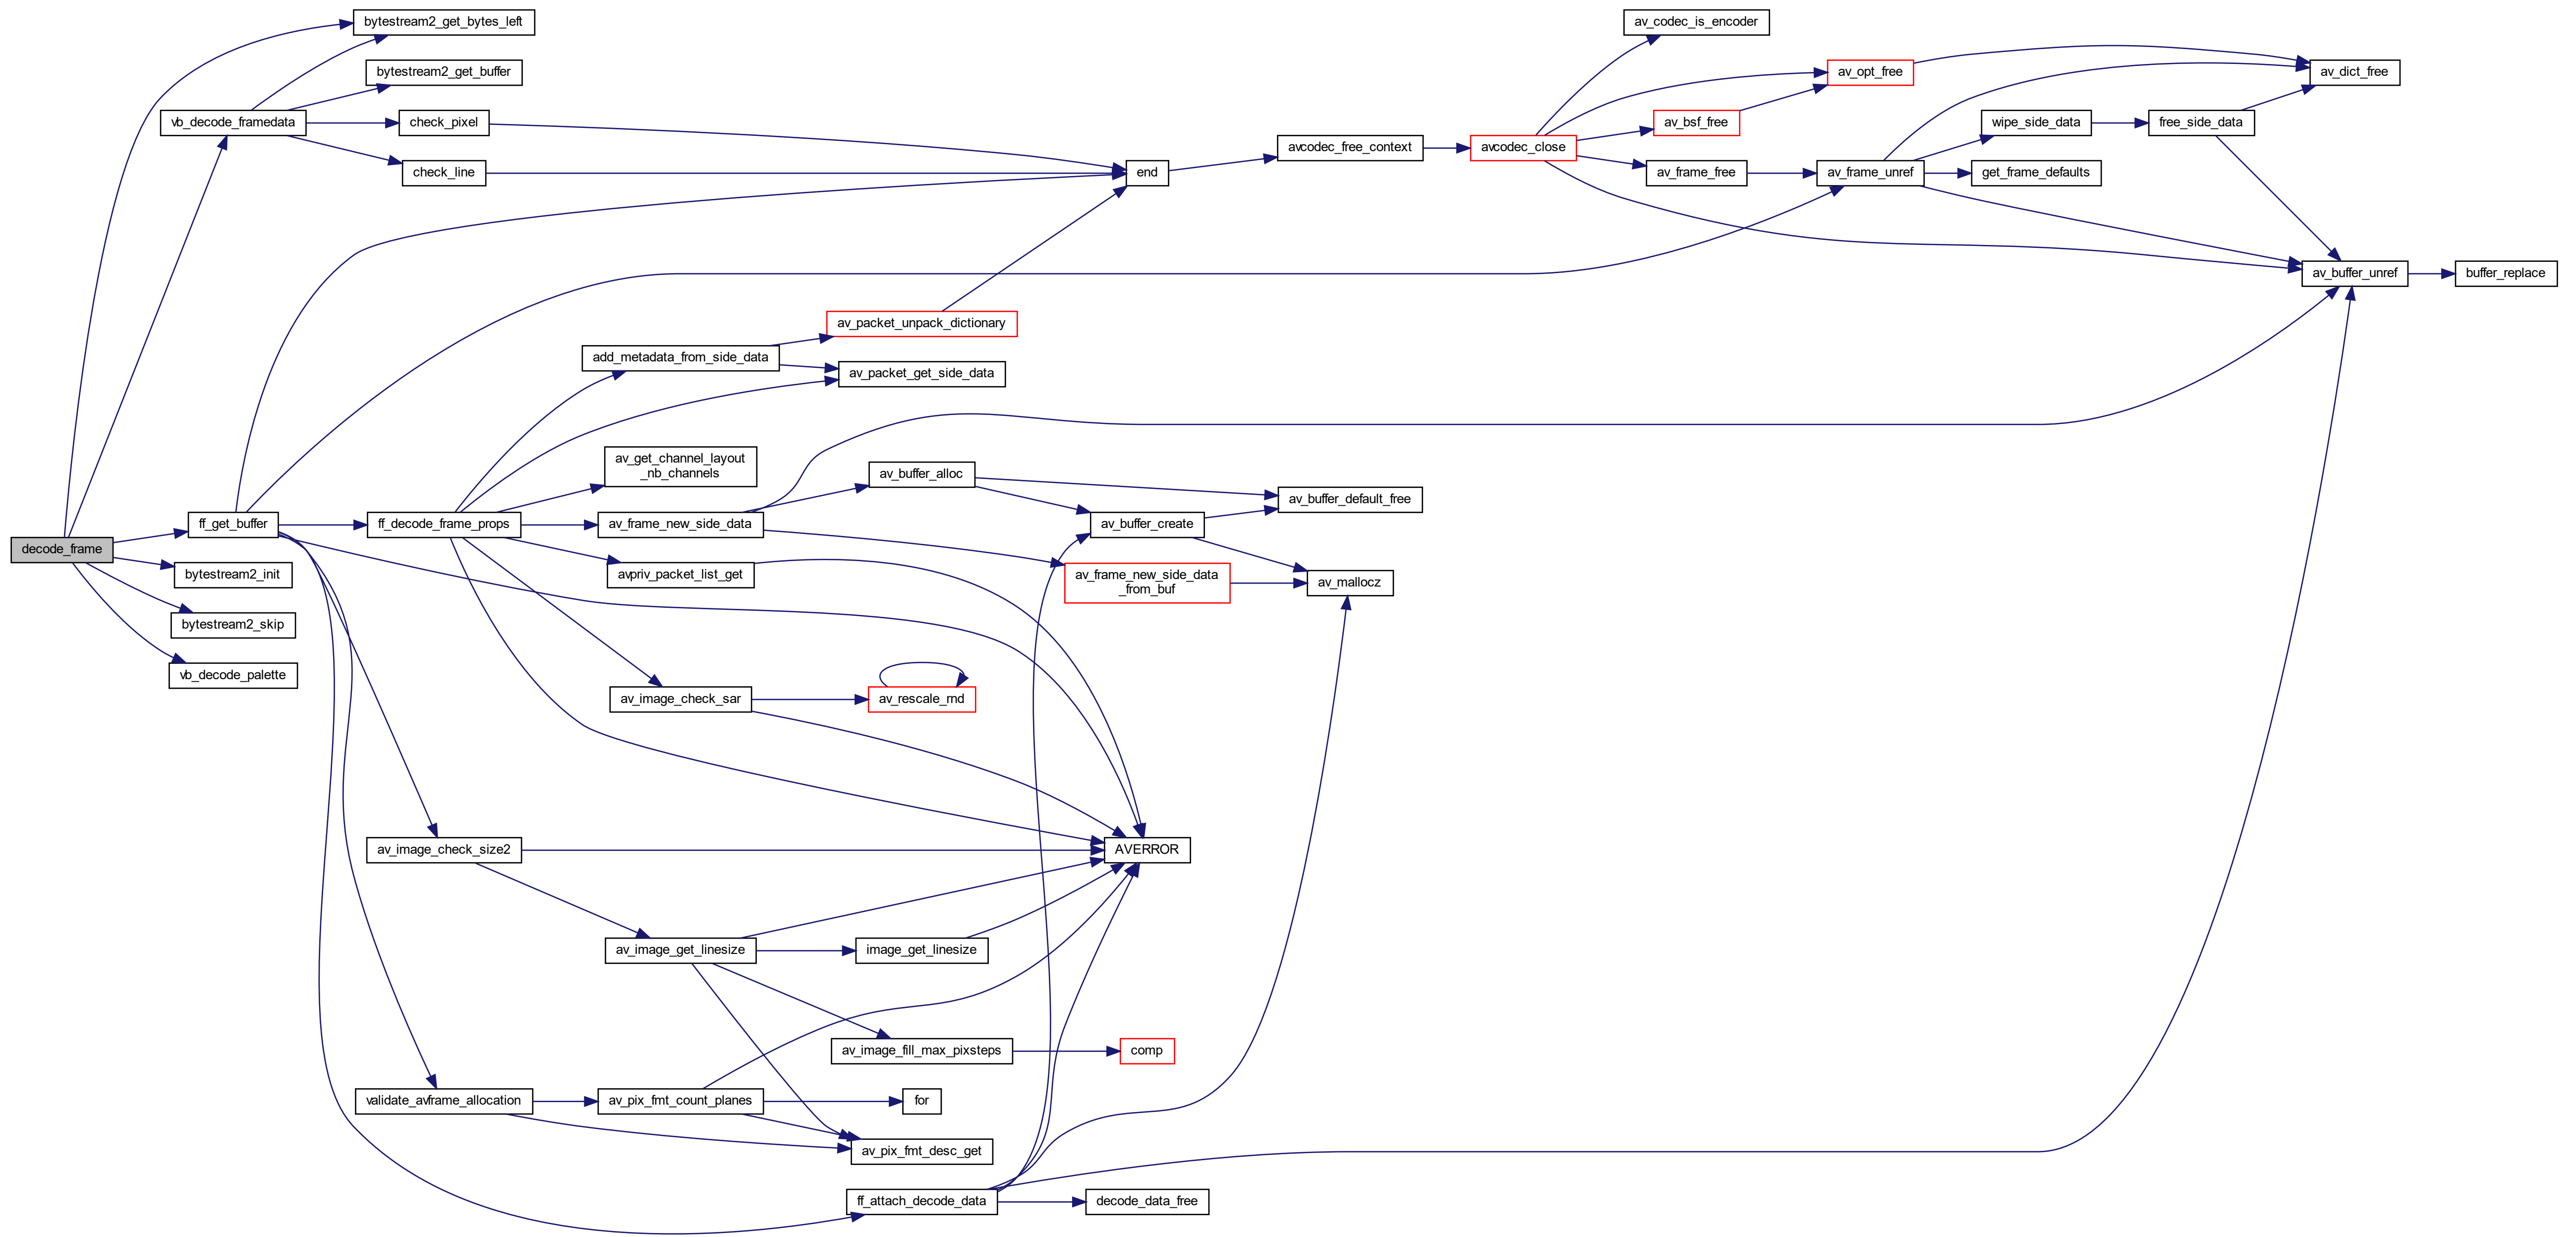 bytestream2_get_bytes_left
av_codec_is_encoder
bytestream2_get_buffer
av_opt_free
av_dict_free
vb_decode_framedata
check_pixel
av_bsf_free
wipe_side_data
free_side_data
avcodec_free_context
avcodec_close
check_line
end
av_frame_free
av_frame_unref
get_frame_defaults
av_buffer_unref
buffer_replace
av_packet_unpack_dictionary
add_metadata_from_side_data
av_packet_get_side_data
av_get_channel_layout
_nb_channels
av_buffer_alloc
av_buffer_default_free
ff_get_buffer
ff_decode_frame_props
av_frame_new_side_data
av_buffer_create
decode_frame
bytestream2_init
avpriv_packet_list_get
av_frame_new_side_data
_from_buf
av_mallocz
bytestream2_skip
vb_decode_palette
av_image_check_sar
av_rescale_rnd
av_image_check_size2
AVERROR
av_image_get_linesize
image_get_linesize
av_image_fill_max_pixsteps
comp
validate_avframe_allocation
av_pix_fmt_count_planes
for
av_pix_fmt_desc_get
ff_attach_decode_data
decode_data_free